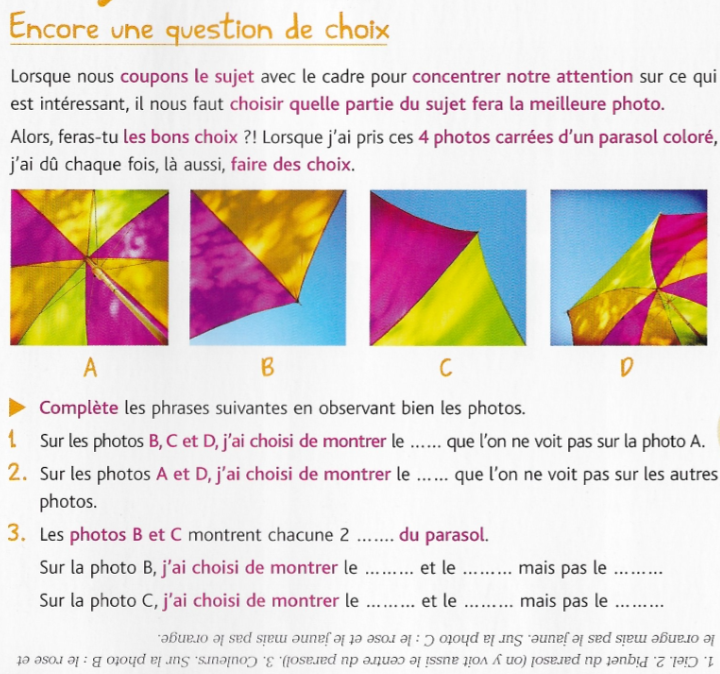 Encore une question de choix
Lorsque nous coupons le sujet avec le cadre pour concentrer notre attention sur ce qui
est intéressant, il nous faut choisir quelle partie du sujet fera la meilleure photo.
Alors, feras-tu les bons choix ?! Lorsque j'ai pris ces 4 photos carrées d'un parasol coloré,
j'ai dû chaque fois, là aussi, faire des choix.
A B C D
Complète les phrases suivantes en observant bien les photos.
1 Sur les photos B, C et D, j'ai choisi de montrer le ...... que l'on ne voit pas sur la photo A.
2. Sur les photos A et D, j'ai choisi de montrer le ...... que l'on ne voit pas sur les autres
photos.
3. Les photos B et C montrent chacune 2 ....... du parasol.
Sur la photo B, j'ai choisi de montrer le ......... et le ......... mais pas le .........
Sur la photo C, j'ai choisi de montrer le ......... et le ......... mais pas le .........
1. Ciel. 2. Piquet du parasol (on y voit aussi le centre du parasol). 3. Couleurs. Sur la photo B : le rose et
le orange mais pas le jaune. Sur la photo C : le rose et le jaune mais pas le orange.